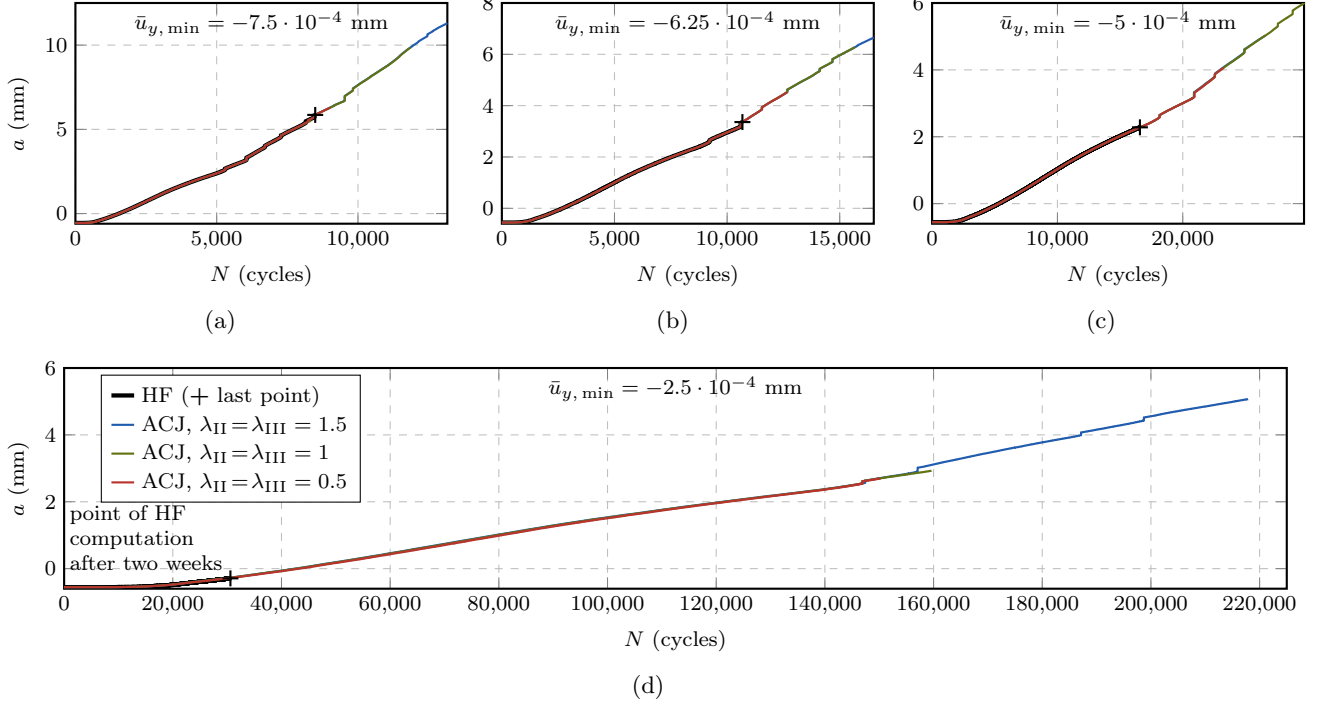 ū_{y, min} = −7.5 · 10⁻⁴ mm
10
5
0
a (mm)
0
5,000
10,000
N (cycles)
(a)
ū_{y, min} = −6.25 · 10⁻⁴ mm
8
6
4
2
0
0
5,000
10,000
15,000
N (cycles)
(b)
ū_{y, min} = −5 · 10⁻⁴ mm
6
4
2
0
0
10,000
20,000
N (cycles)
(c)
ū_{y, min} = −2.5 · 10⁻⁴ mm
6
4
2
0
a (mm)
HF (+ last point)
ACJ, λ_II = λ_III = 1.5
ACJ, λ_II = λ_III = 1
ACJ, λ_II = λ_III = 0.5
point of HF
computation
after two weeks
0
20,000
40,000
60,000
80,000
100,000
120,000
140,000
160,000
180,000
200,000
220,000
N (cycles)
(d)